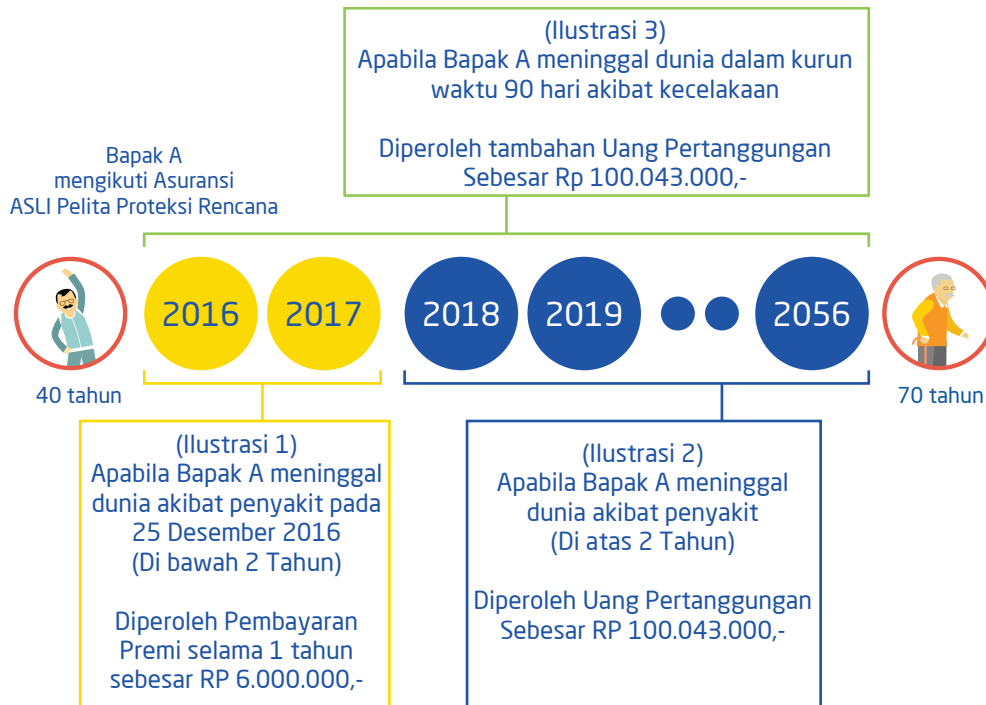 (Ilustrasi 3)
Apabila Bapak A meninggal dunia dalam kurun
waktu 90 hari akibat kecelakaan
Diperoleh tambahan Uang Pertanggungan
Sebesar Rp 100.043.000,-
Bapak A
mengikuti Asuransi
ASLI Pelita Proteksi Rencana
2016
2017
2018
2019
2056
40 tahun
70 tahun
(Ilustrasi 1)
Apabila Bapak A meninggal
dunia akibat penyakit pada
25 Desember 2016
(Di bawah 2 Tahun)
Diperoleh Pembayaran
Premi selama 1 tahun
sebesar RP 6.000.000,-
(Ilustrasi 2)
Apabila Bapak A meninggal
dunia akibat penyakit
(Di atas 2 Tahun)
Diperoleh Uang Pertanggungan
Sebesar RP 100.043.000,-